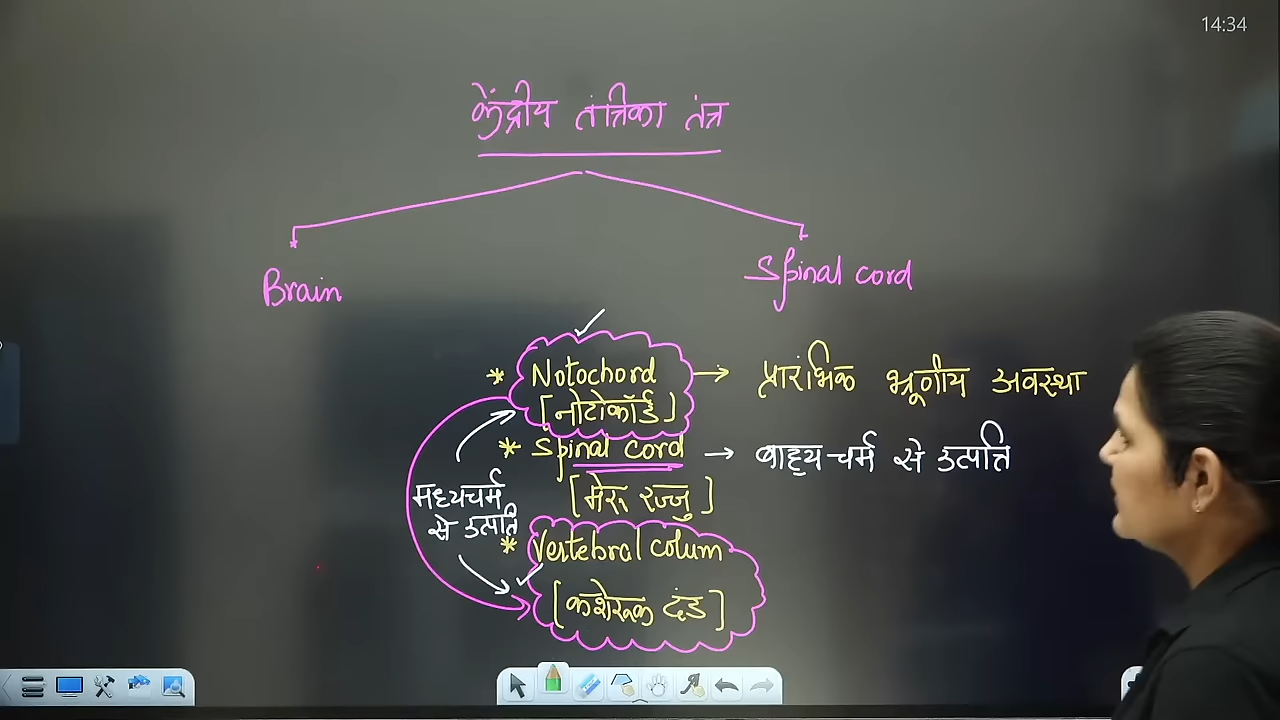 14:34
केंद्रीय तंत्रिका तंत्र
Brain
Spinal cord
* Notochord → प्रारंभिक भ्रूणीय अवस्था
[नोटोकॉर्ड]
* Spinal cord → बाह्यचर्म से उत्पत्ति
[मेरु रज्जु]
मध्यचर्म
से उत्पत्ति
* Vertebral colum
[कशेरुक दंड]